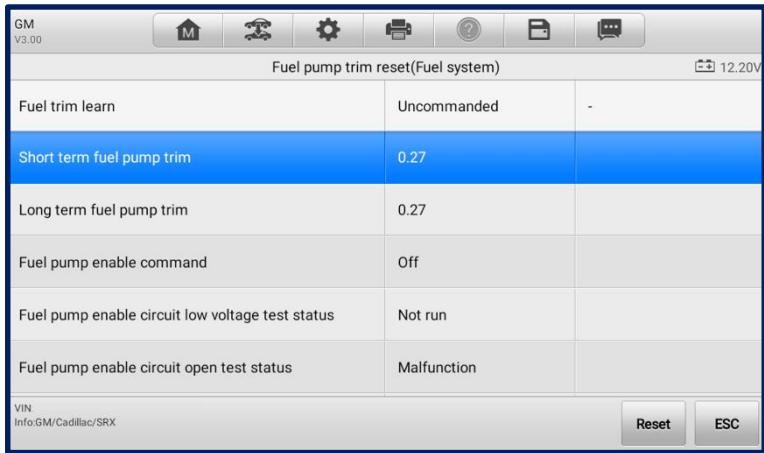 GM
V3.00
M
?
Fuel pump trim reset(Fuel system)
12.20V
Fuel trim learn Uncommanded -
Short term fuel pump trim 0.27
Long term fuel pump trim 0.27
Fuel pump enable command Off
Fuel pump enable circuit low voltage test status Not run
Fuel pump enable circuit open test status Malfunction
VIN
Info:GM/Cadillac/SRX
Reset ESC